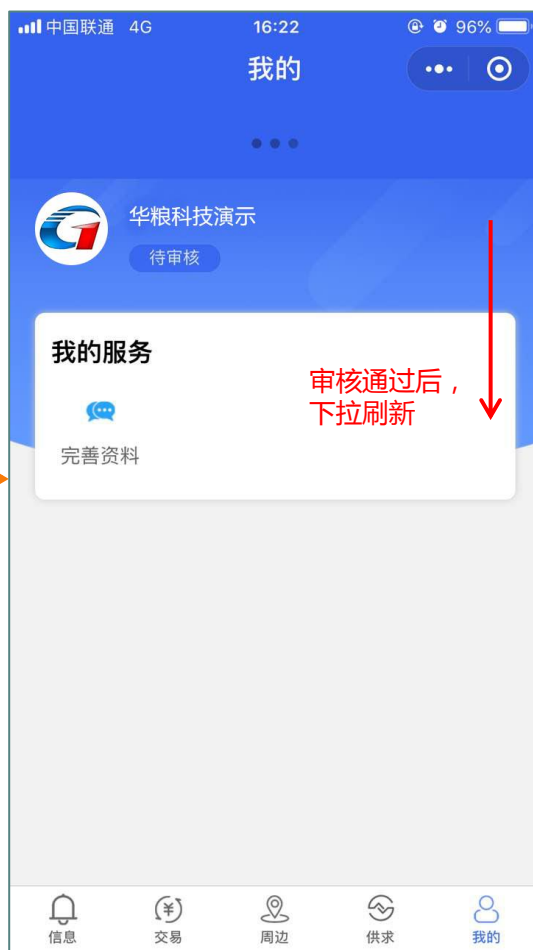 中国联通 4G 16:22 96%
我的
华粮科技演示
待审核
我的服务
审核通过后，
下拉刷新
完善资料
信息 交易 周边 供求 我的